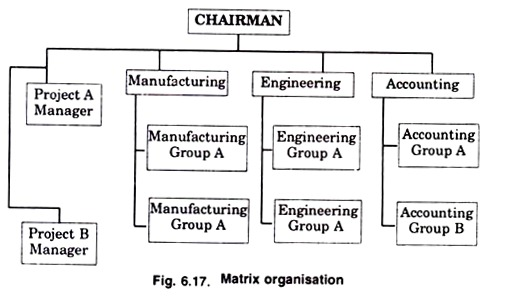 CHAIRMAN
Project A
Manager
Manufacturing
Engineering
Accounting
Manufacturing
Group A
Engineering
Group A
Accounting
Group A
Project B
Manager
Manufacturing
Group A
Engineering
Group A
Accounting
Group B
Fig. 6.17. Matrix organisation